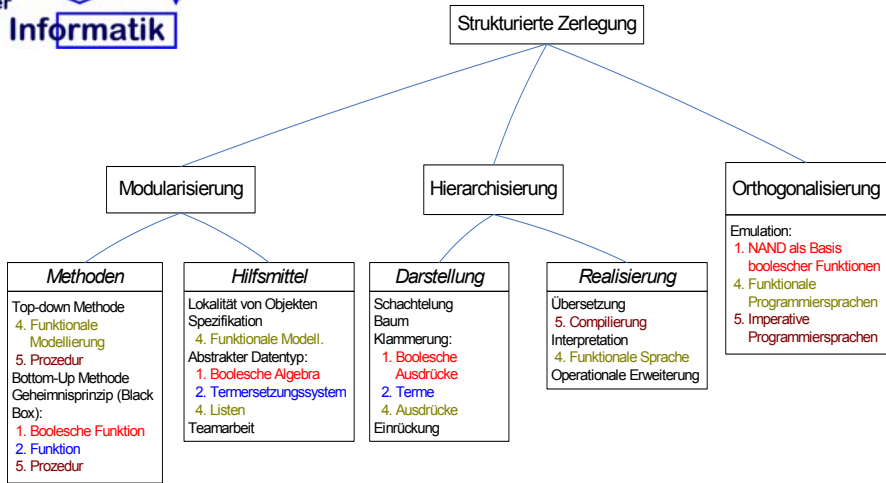 er
Informatik
Strukturierte Zerlegung
Modularisierung
Hierarchisierung
Orthogonalisierung
Emulation:
1. NAND als Basis
boolescher Funktionen
4. Funktionale
Programmiersprachen
5. Imperative
Programmiersprachen
Methoden
Top-down Methode
4. Funktionale
Modellierung
5. Prozedur
Bottom-Up Methode
Geheimnisprinzip (Black
Box):
1. Boolesche Funktion
2. Funktion
5. Prozedur
Hilfsmittel
Lokalität von Objekten
Spezifikation
4. Funktionale Modell.
Abstrakter Datentyp:
1. Boolesche Algebra
2. Termersetzungssystem
4. Listen
Teamarbeit
Darstellung
Schachtelung
Baum
Klammerung:
1. Boolesche
Ausdrücke
2. Terme
4. Ausdrücke
Einrückung
Realisierung
Übersetzung
5. Compilierung
Interpretation
4. Funktionale Sprache
Operationale Erweiterung